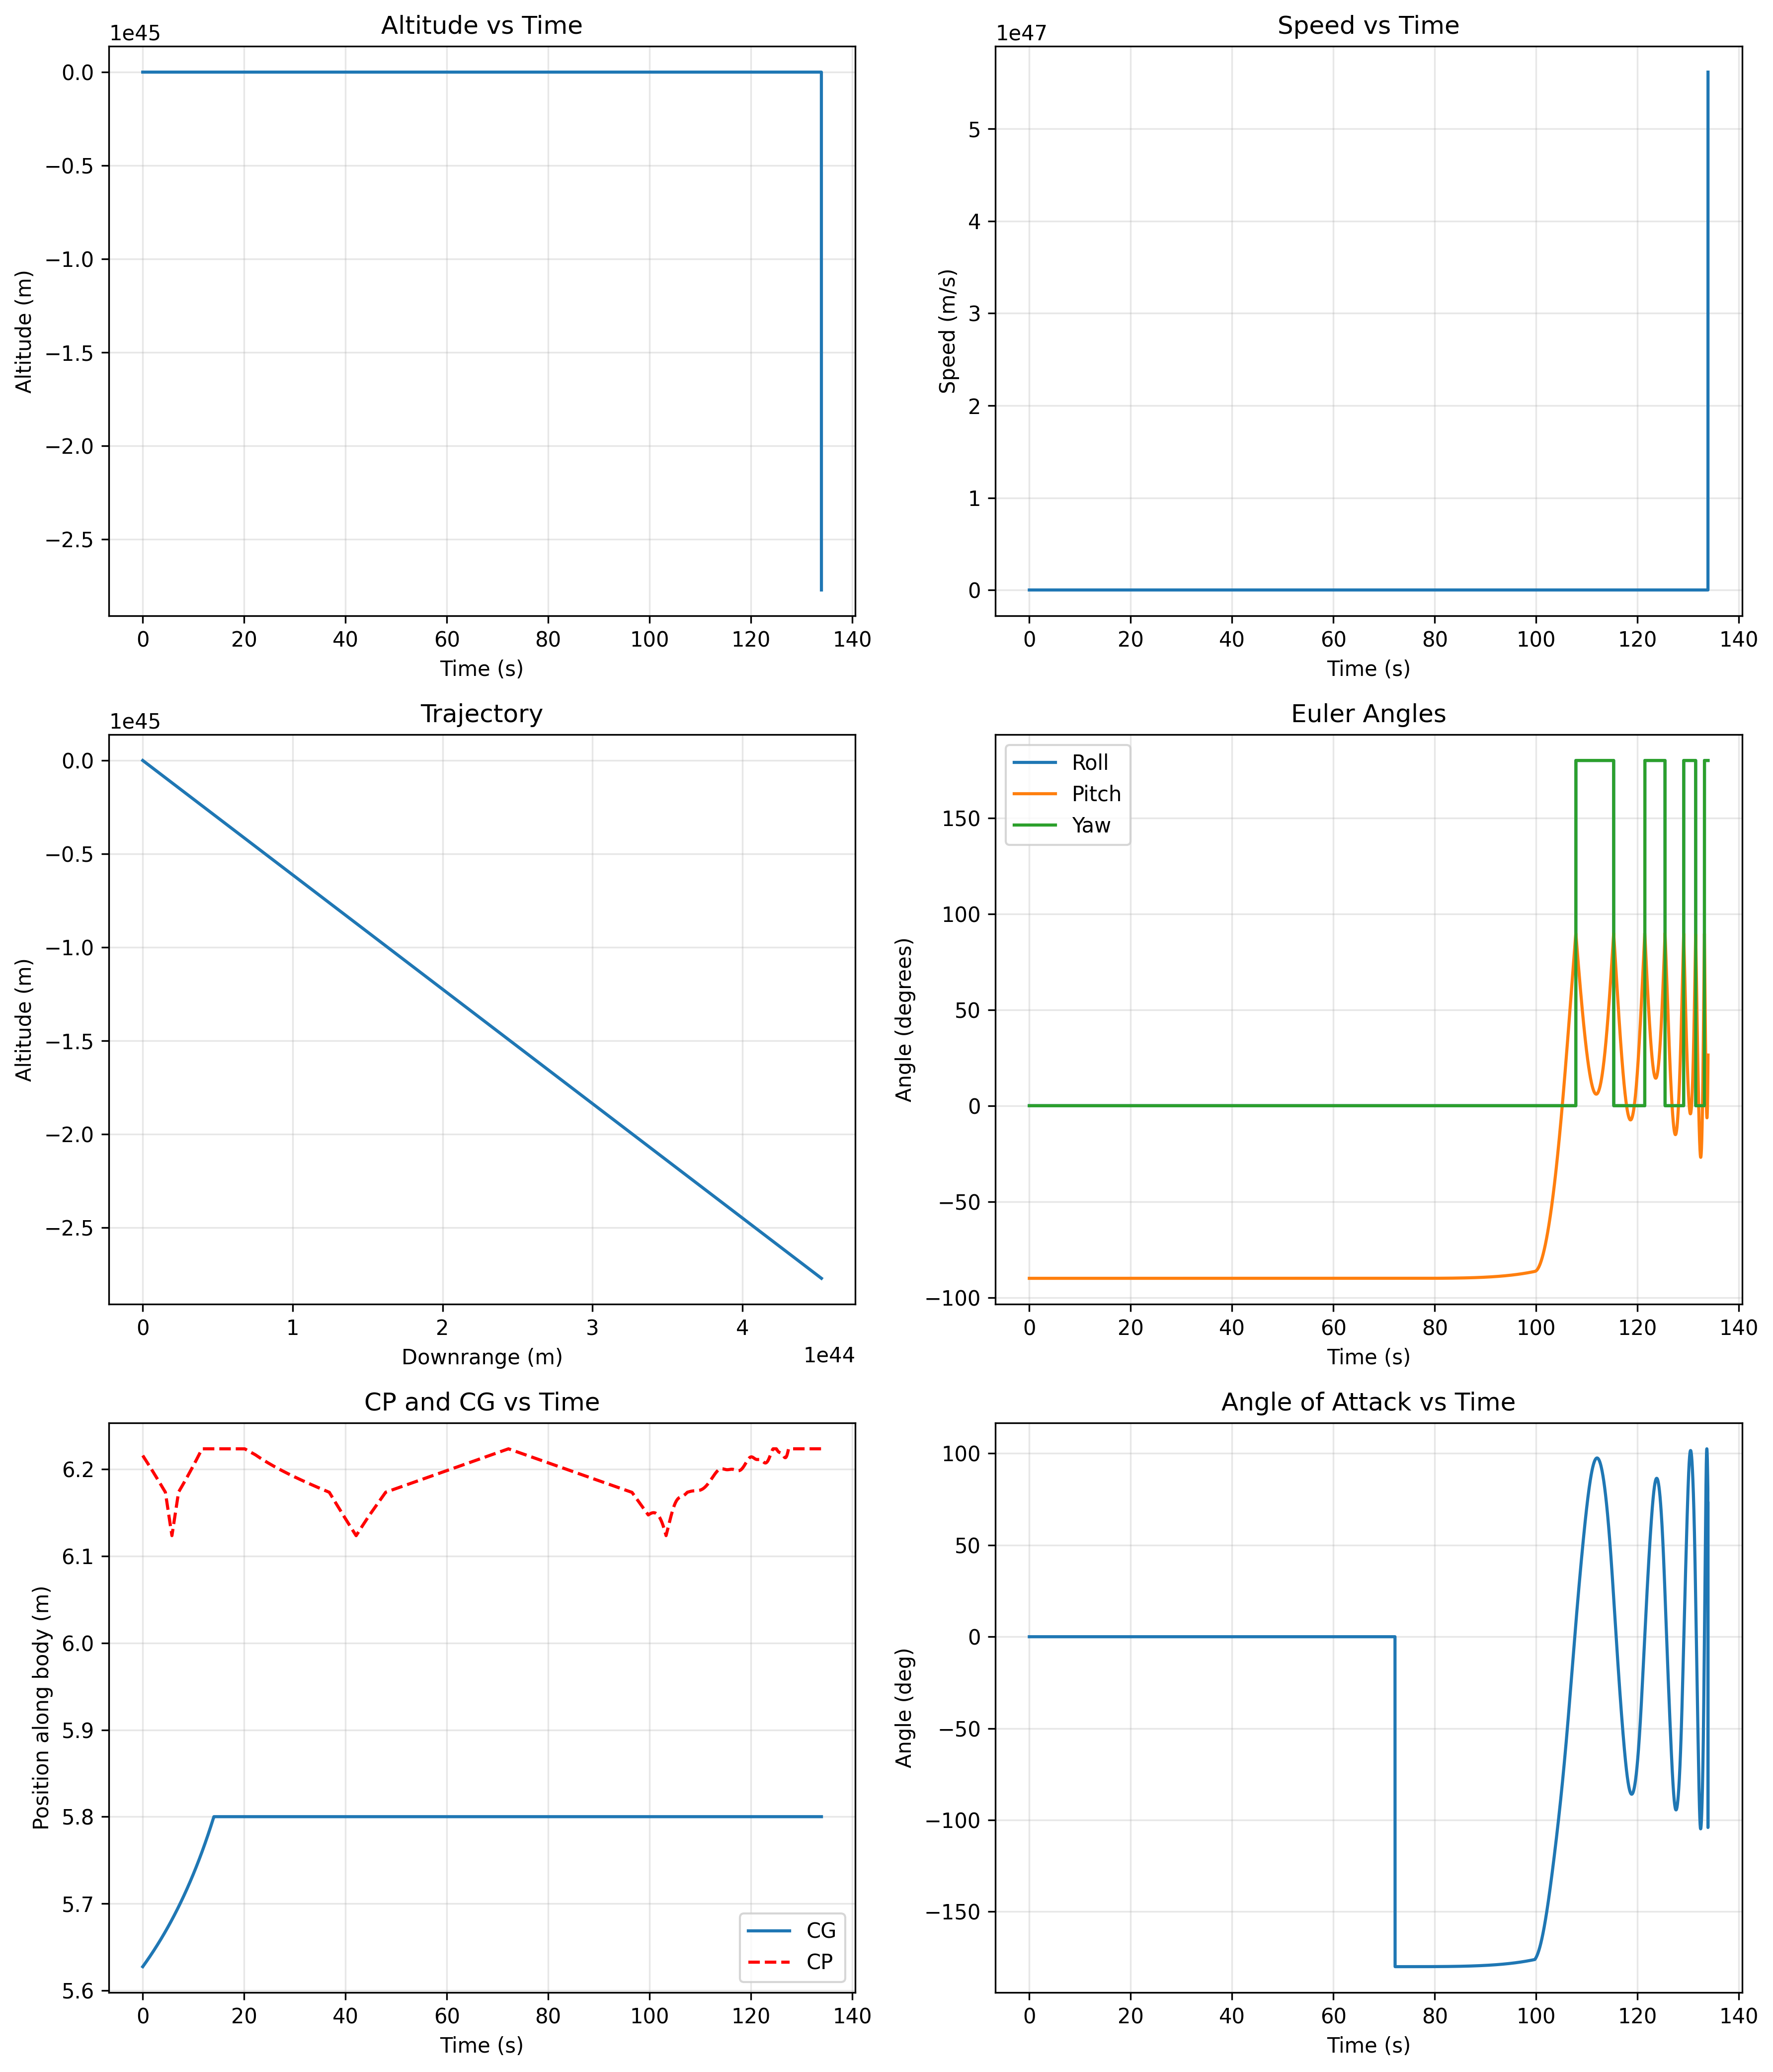 Altitude vs Time
1e45
0.0
−0.5
−1.0
−1.5
−2.0
−2.5
Altitude (m)
0 20 40 60 80 100 120 140
Time (s)
Speed vs Time
1e47
5
4
3
2
1
0
Speed (m/s)
0 20 40 60 80 100 120 140
Time (s)
Trajectory
1e45
0.0
−0.5
−1.0
−1.5
−2.0
−2.5
Altitude (m)
0 1 2 3 4
Downrange (m)
1e44
Euler Angles
Roll
Pitch
Yaw
150
100
50
0
−50
−100
Angle (degrees)
0 20 40 60 80 100 120 140
Time (s)
CP and CG vs Time
6.2
6.1
6.0
5.9
5.8
5.7
5.6
Position along body (m)
CG
CP
0 20 40 60 80 100 120 140
Time (s)
Angle of Attack vs Time
100
50
0
−50
−100
−150
Angle (deg)
0 20 40 60 80 100 120 140
Time (s)